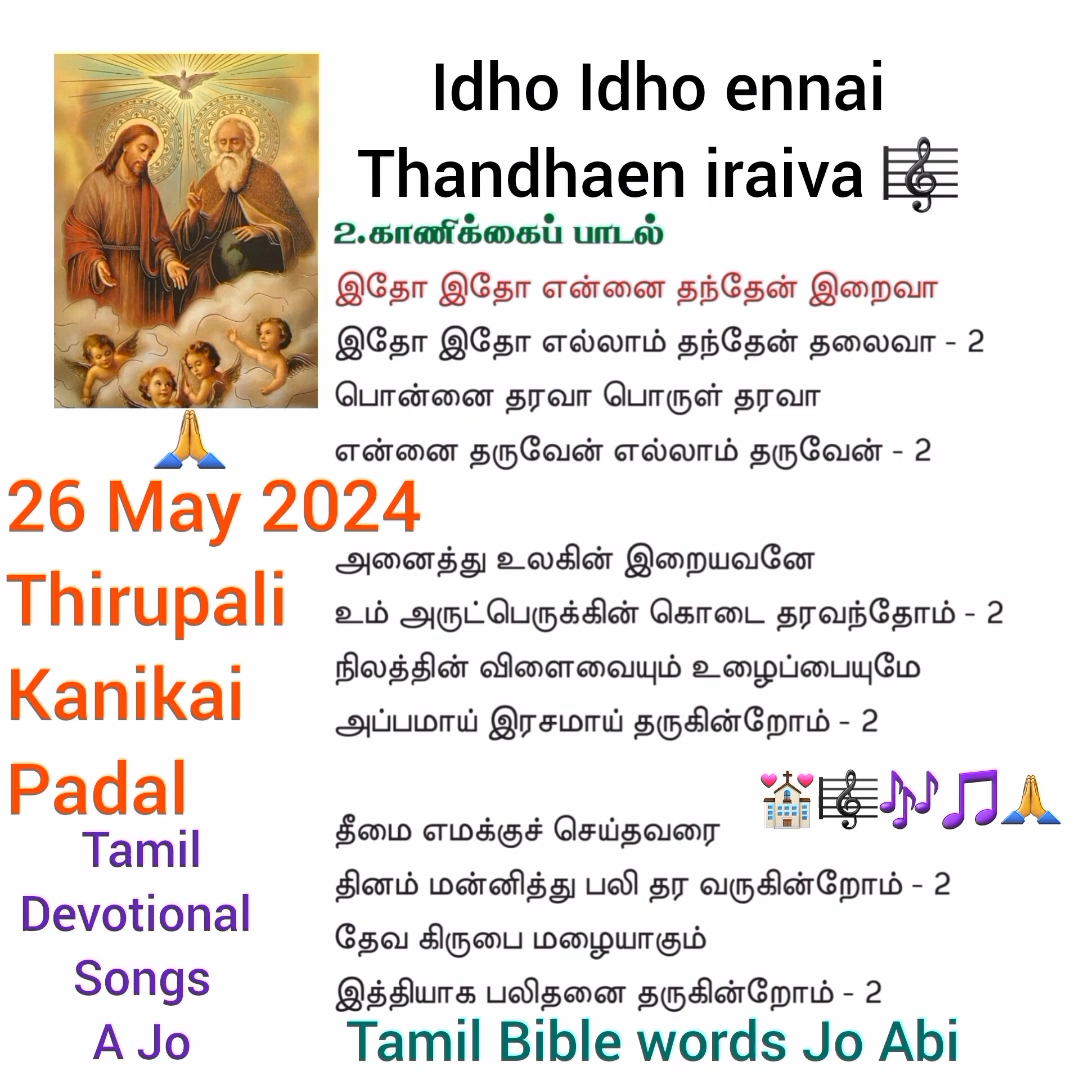 Idho Idho ennai
Thandhaen iraiva
2.காணிக்கைப் பாடல்
இதோ இதோ என்னை தந்தேன் இறைவா
இதோ இதோ எல்லாம் தந்தேன் தலைவா - 2
பொன்னை தரவா பொருள் தரவா
என்னை தருவேன் எல்லாம் தருவேன் - 2
அனைத்து உலகின் இறையவனே
உம் அருட்பெருக்கின் கொடை தரவந்தோம் - 2
நிலத்தின் விளைவையும் உழைப்பையுமே
அப்பமாய் இரசமாய் தருகின்றோம் - 2
தீமை எமக்குச் செய்தவரை
தினம் மன்னித்து பலி தர வருகின்றோம் - 2
தேவ கிருபை மழையாகும்
இத்தியாக பலிதனை தருகின்றோம் - 2
26 May 2024
Thirupali
Kanikai
Padal
Tamil
Devotional
Songs
A Jo
Tamil Bible words Jo Abi